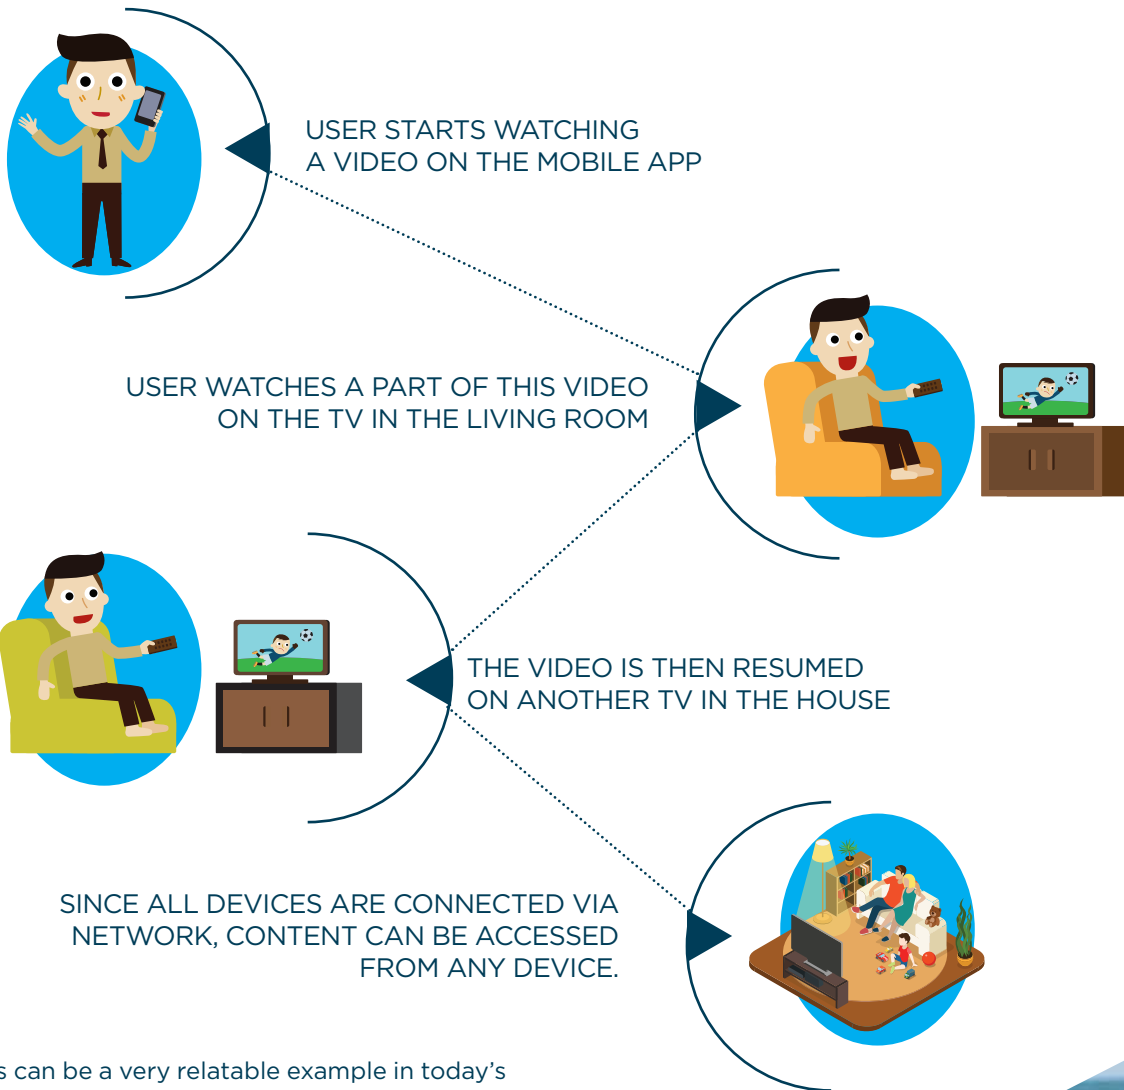 USER STARTS WATCHING
A VIDEO ON THE MOBILE APP
USER WATCHES A PART OF THIS VIDEO
ON THE TV IN THE LIVING ROOM
THE VIDEO IS THEN RESUMED
ON ANOTHER TV IN THE HOUSE
SINCE ALL DEVICES ARE CONNECTED VIA
NETWORK, CONTENT CAN BE ACCESSED
FROM ANY DEVICE.
can be a very relatable example in today's